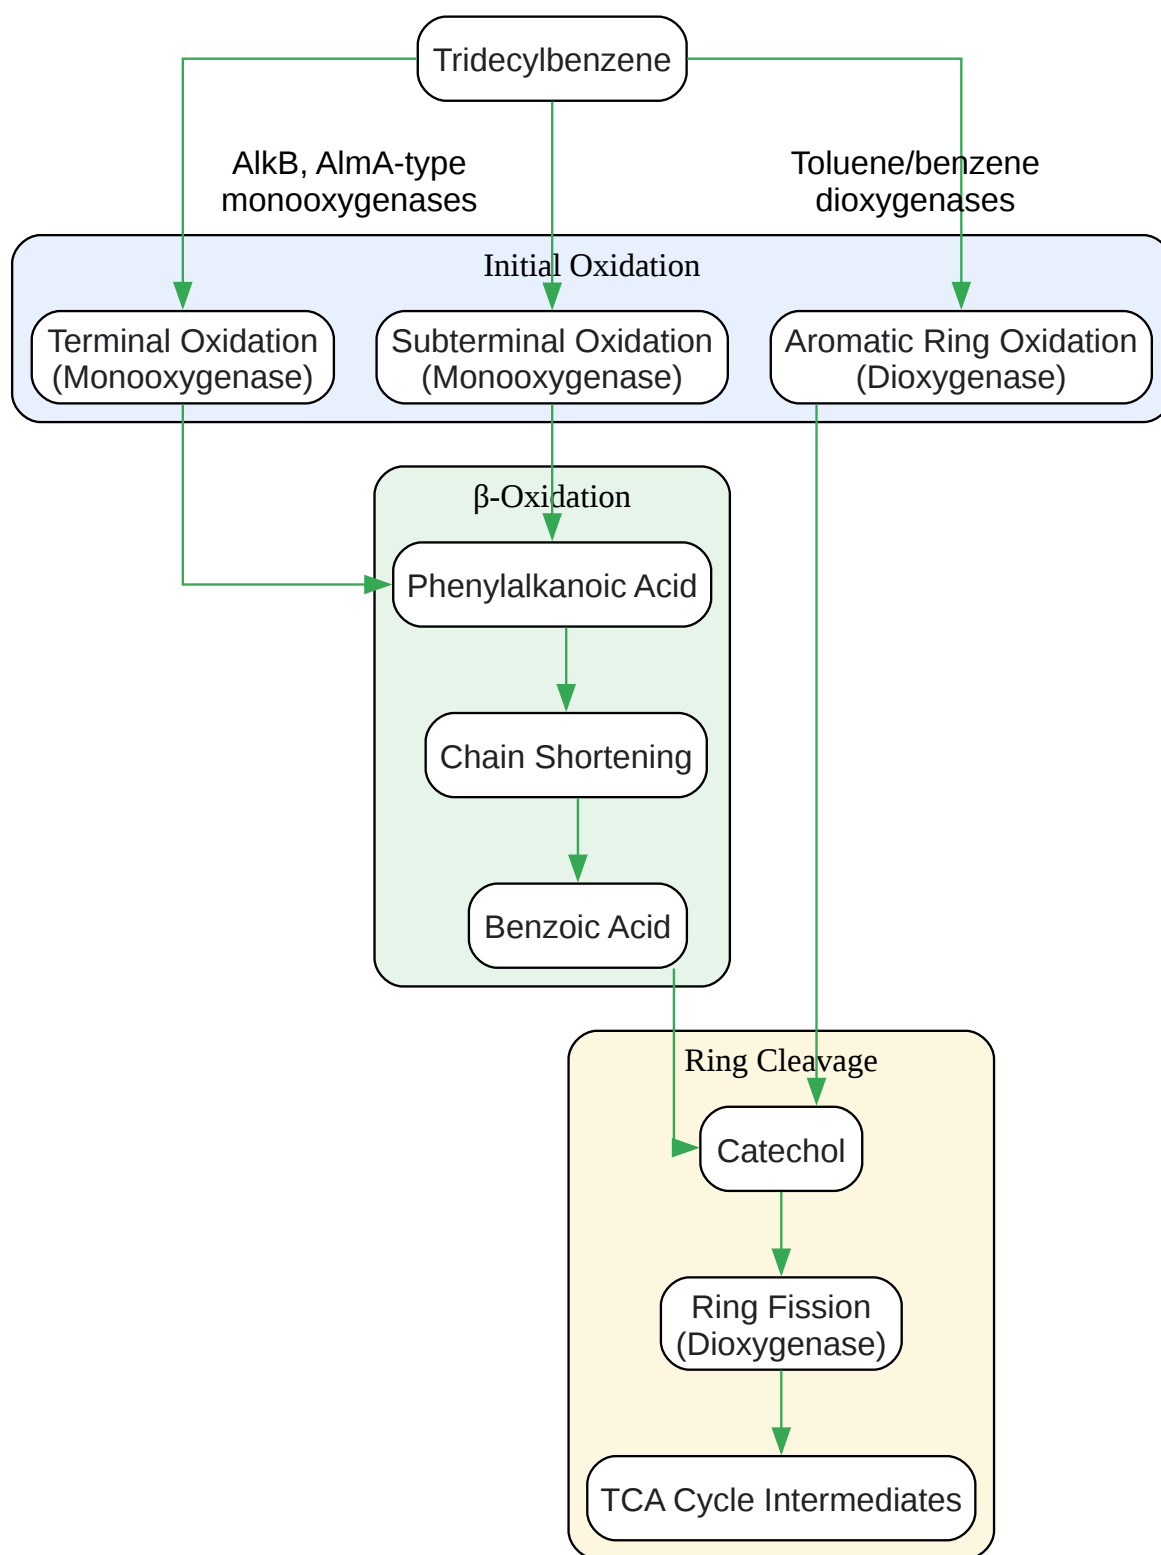 Tridecylbenzene
AlkB, AlmA-type
monooxygenases
Toluene/benzene
dioxygenases
Initial Oxidation
Terminal Oxidation
(Monooxygenase)
Subterminal Oxidation
(Monooxygenase)
Aromatic Ring Oxidation
(Dioxygenase)
β-Oxidation
Phenylalkanoic Acid
Chain Shortening
Benzoic Acid
Ring Cleavage
Catechol
Ring Fission
(Dioxygenase)
TCA Cycle Intermediates